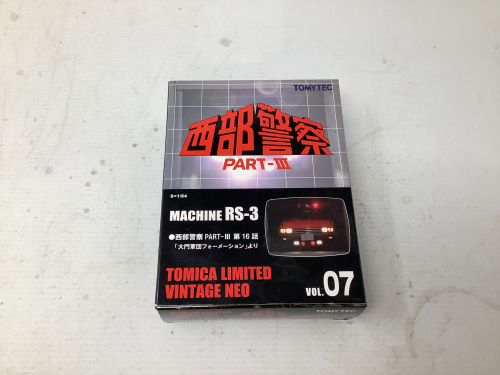 TOMYTEC
西部警察
PART-III
S=1/64
MACHINE RS-3
●西部警察 PART-III 第16話
「大門軍団フォーメーション」より
TOMICA LIMITED
VINTAGE NEO
VOL.07
TOMYTEC